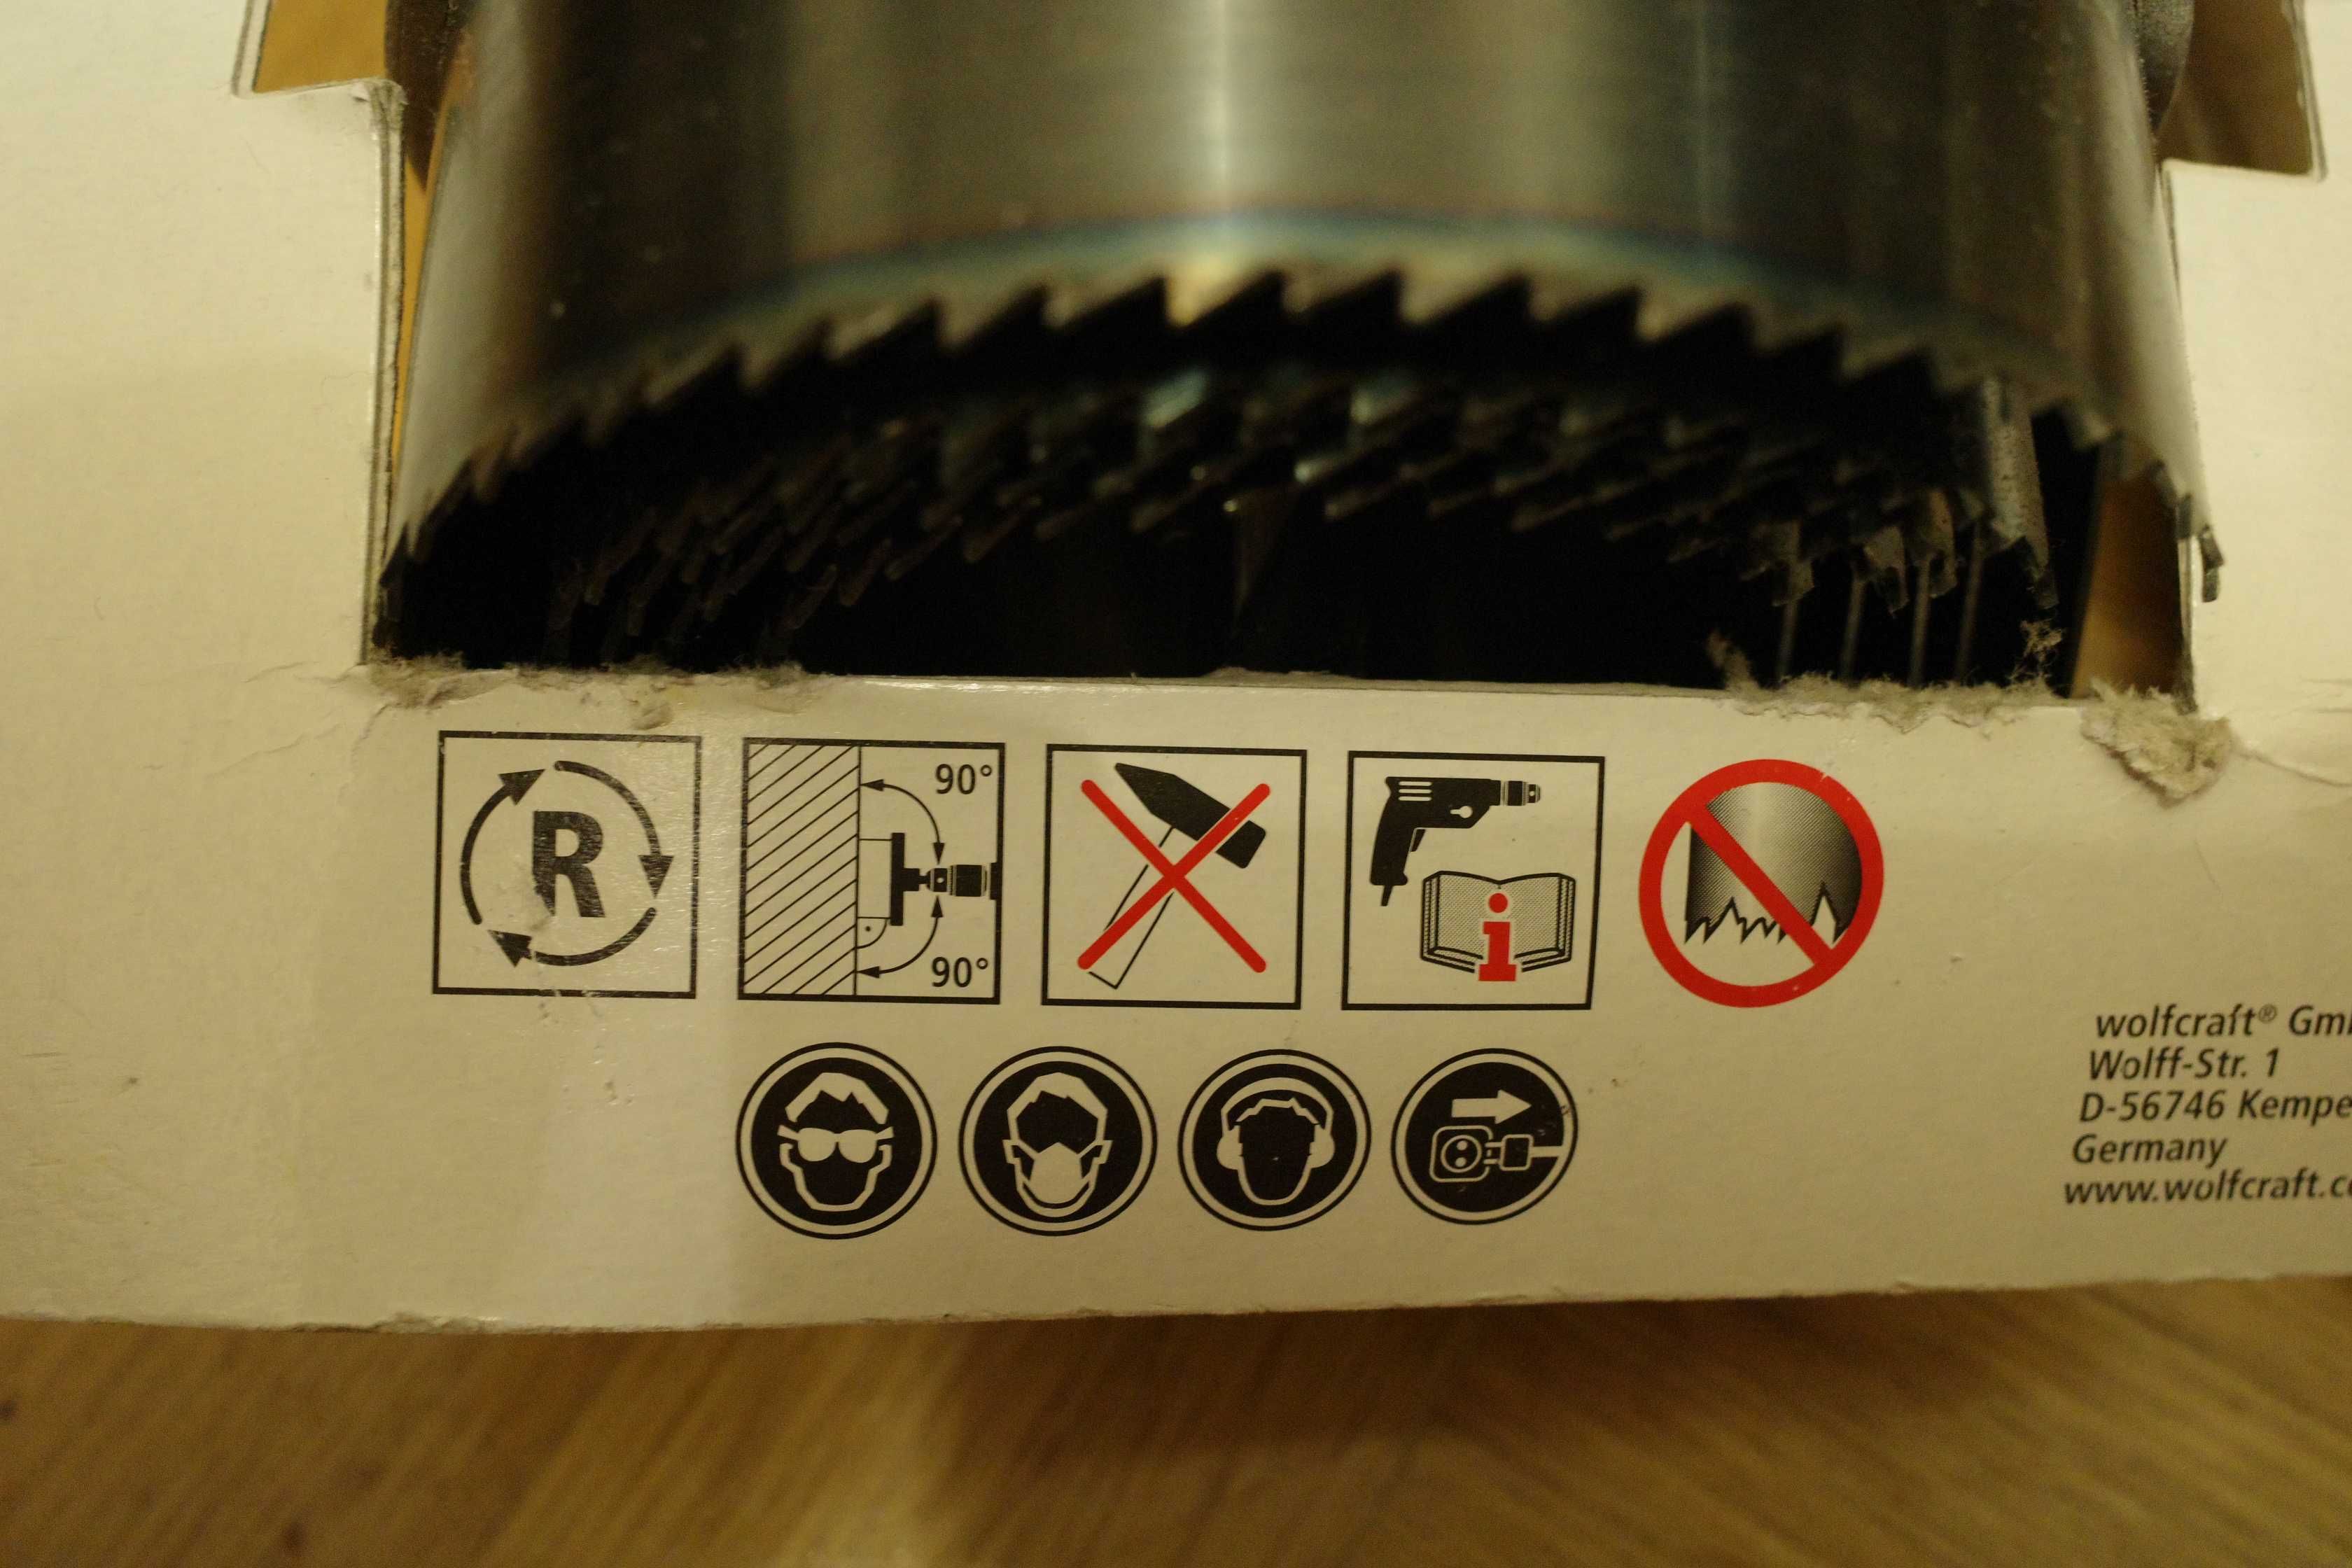 R
90°
90°
i
wolfcraft® Gm
Wolff-Str. 1
D-56746 Kempe
Germany
www.wolfcraft.c